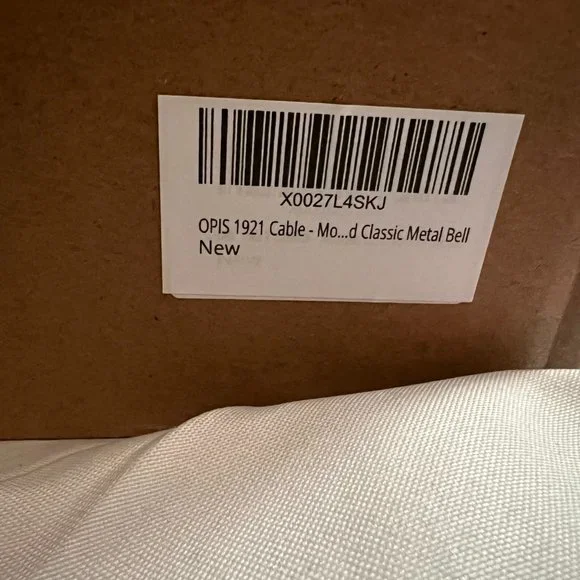 X0027L4SKJ
OPIS 1921 Cable - Mo...d Classic Metal Bell
New